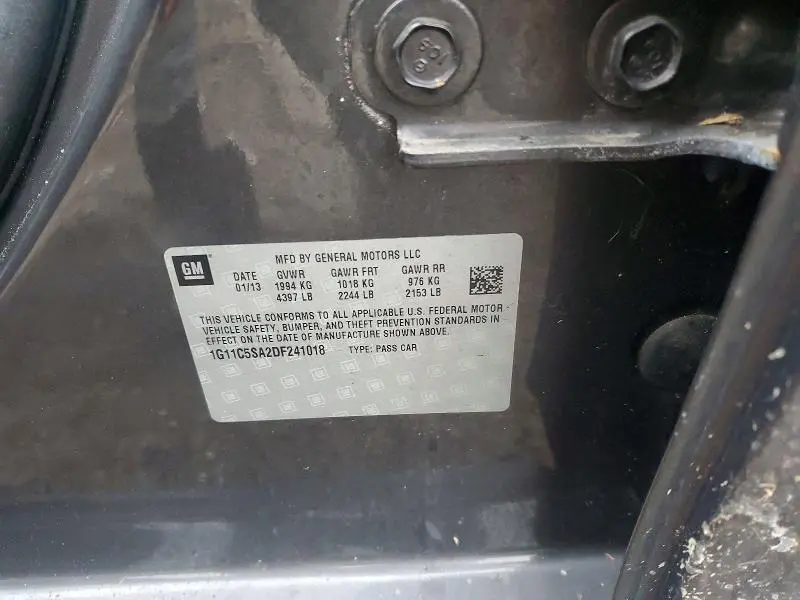 GM
MFD BY GENERAL MOTORS LLC
DATE GVWR GAWR FRT GAWR RR
01/13 1994 KG 1018 KG 976 KG
4397 LB 2244 LB 2153 LB
THIS VEHICLE CONFORMS TO ALL APPLICABLE U.S. FEDERAL MOTOR
VEHICLE SAFETY, BUMPER, AND THEFT PREVENTION STANDARDS IN
EFFECT ON THE DATE OF MANUFACTURE SHOWN ABOVE.
1G11C5SA2DF241018 TYPE: PASS CAR